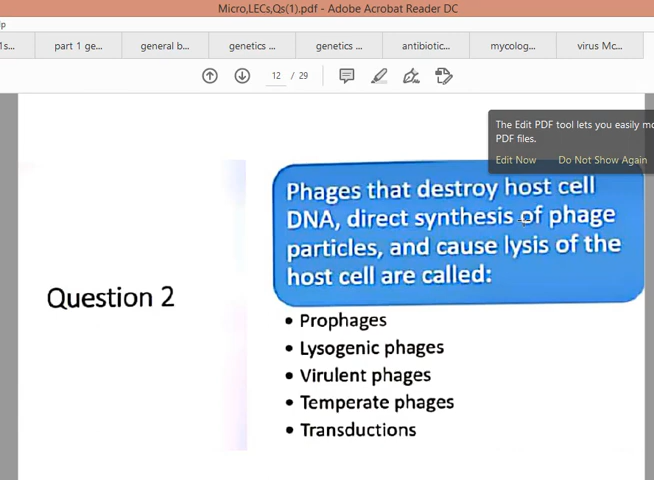 Micro,LECs,Qs(1).pdf - Adobe Acrobat Reader DC
lp
1s...
part 1 ge...
general b...
genetics ...
genetics ...
antibiotic...
mycolog...
virus Mc...
12 / 29
The Edit PDF tool lets you easily mo
PDF files.
Edit Now Do Not Show Again
Phages that destroy host cell
DNA, direct synthesis of phage
particles, and cause lysis of the
host cell are called:
Question 2
• Prophages
• Lysogenic phages
• Virulent phages
• Temperate phages
• Transductions